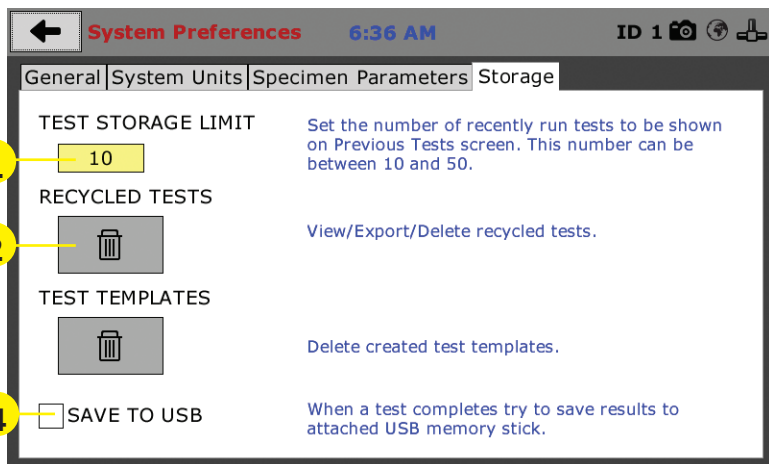 System Preferences 6:36 AM ID 1
General System Units Specimen Parameters Storage
TEST STORAGE LIMIT
Set the number of recently run tests to be shown
on Previous Tests screen. This number can be
between 10 and 50.
10
RECYCLED TESTS
View/Export/Delete recycled tests.
TEST TEMPLATES
Delete created test templates.
SAVE TO USB
When a test completes try to save results to
attached USB memory stick.